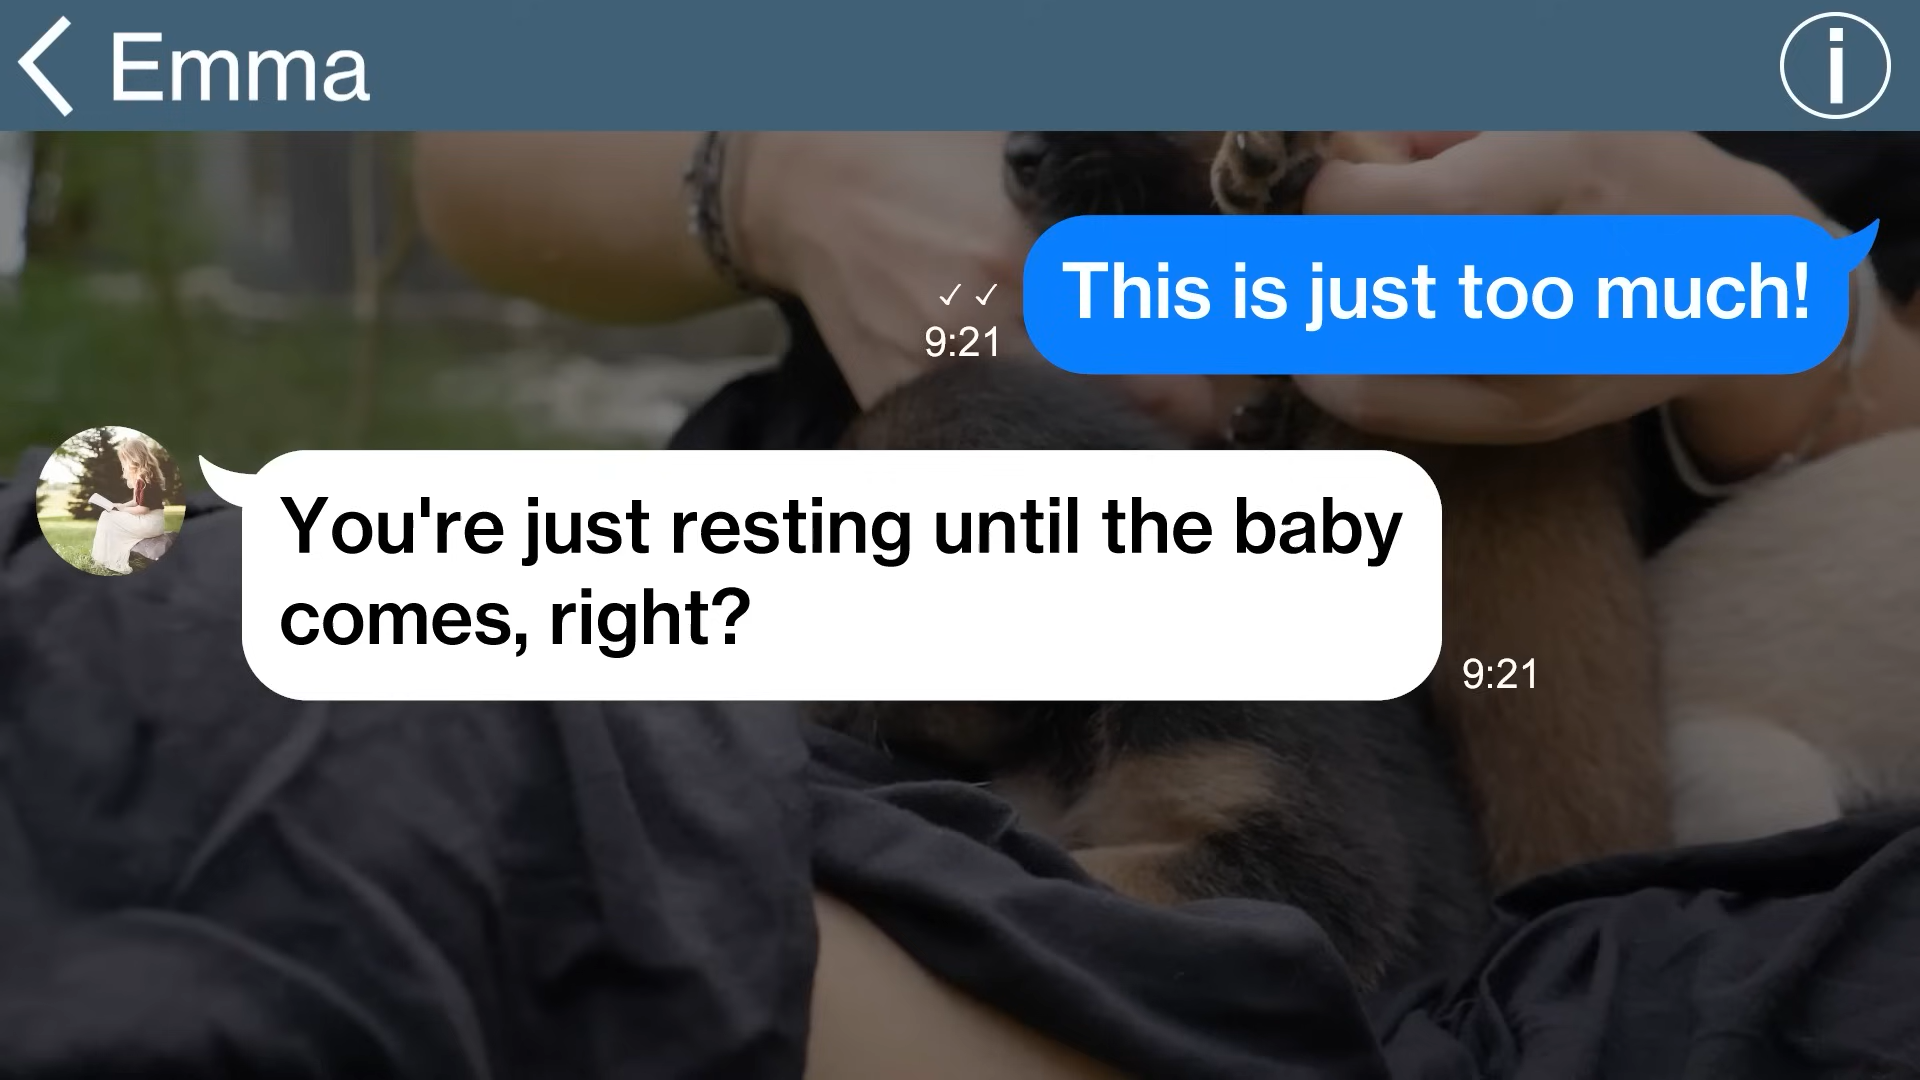 Emma
This is just too much!
✓ ✓
9:21
You're just resting until the baby
comes, right?
9:21